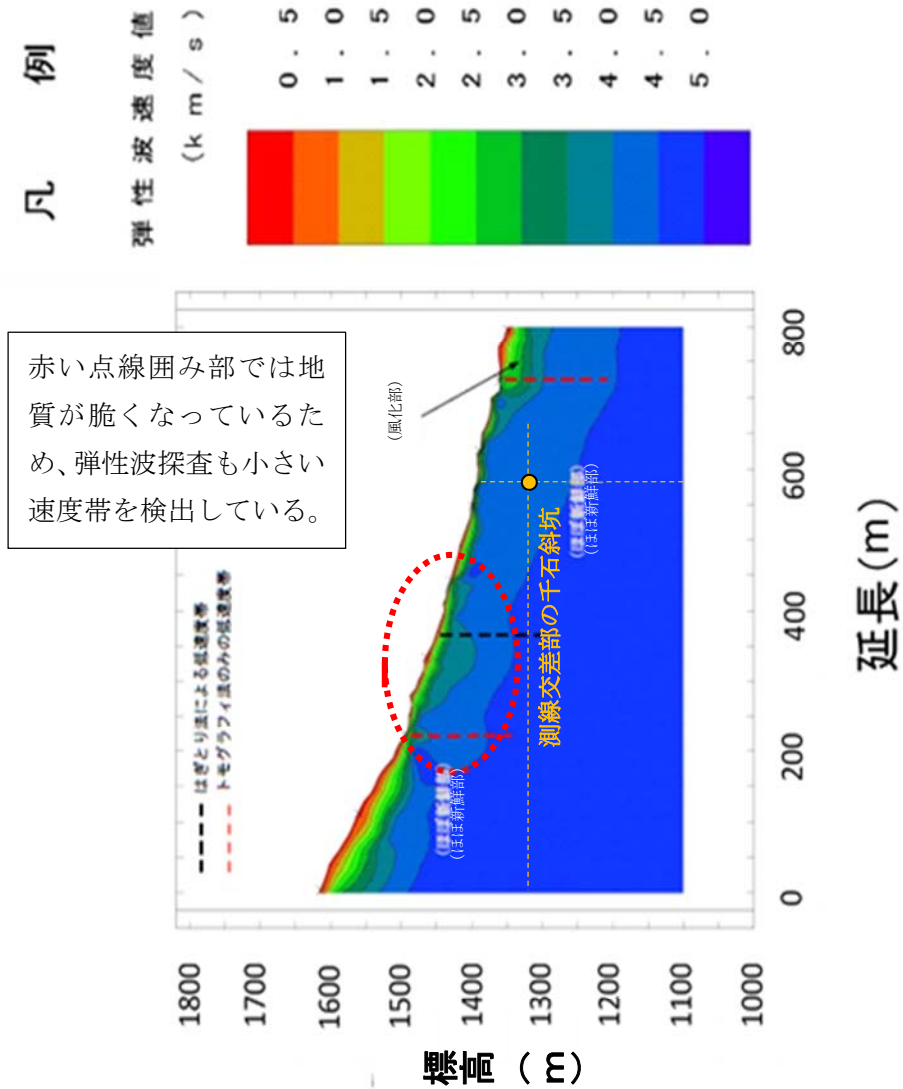 凡 例
弾性波速度値
(km/s)
0.5
1.0
1.5
2.0
2.5
3.0
3.5
4.0
4.5
5.0
赤い点線囲み部では地
質が脆くなっているた
め、弾性波探査も小さい
速度帯を検出している。
はぎとり法による低速度帯
トモグラフィ法のみの低速度帯
(風化部)
(ほぼ新鮮部)
測線交差部の千石斜坑
(ほぼ新鮮部)
1800
1700
1600
1500
1400
1300
1200
1100
1000
標高(m)
0
200
400
600
800
延長(m)